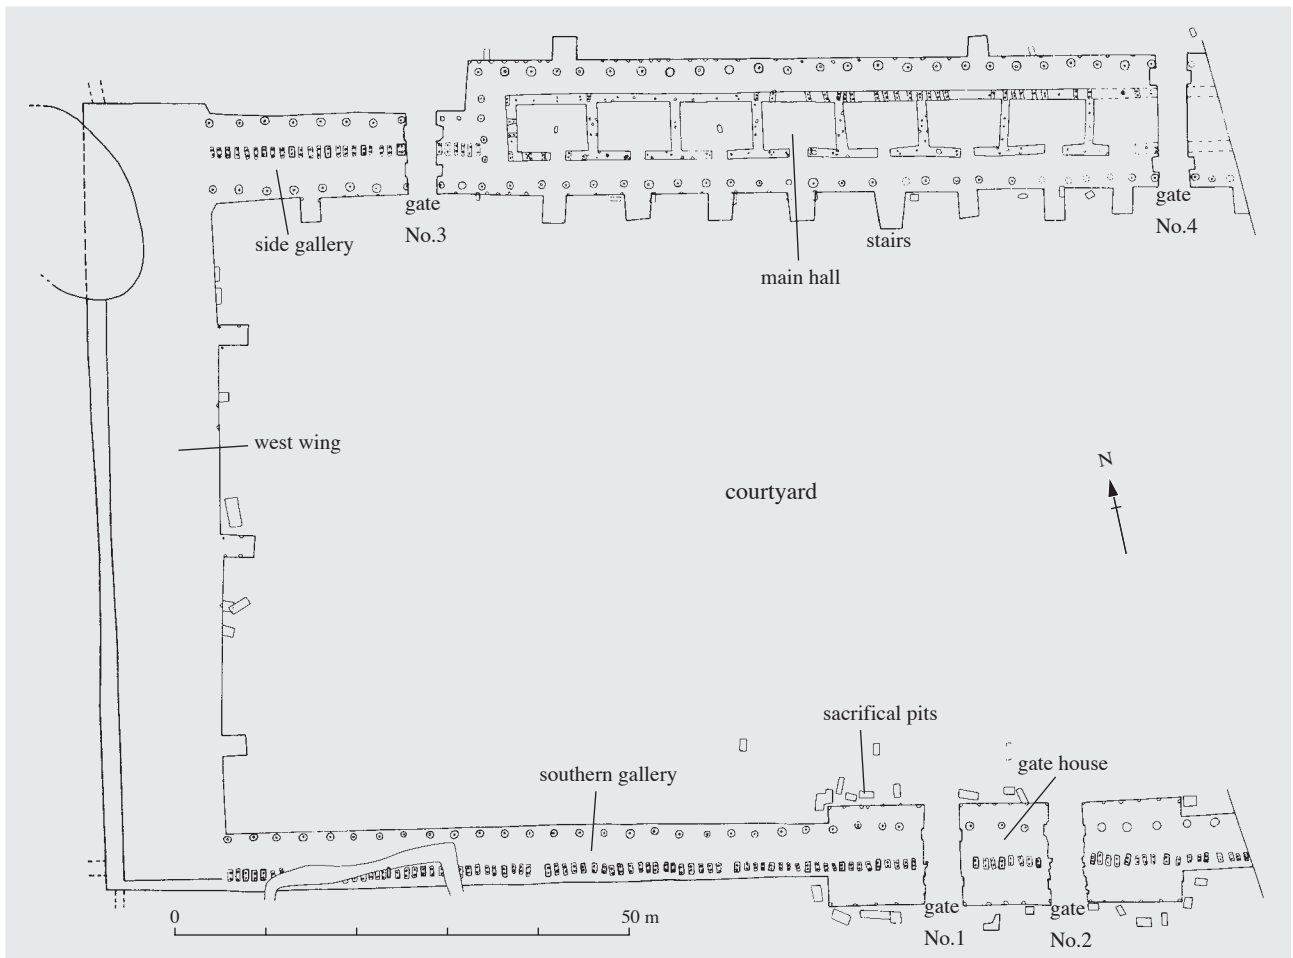 gate
No.3
gate
No.4
side gallery
stairs
main hall
west wing
N
courtyard
sacrifical pits
southern gallery
gate house
0
50 m
gate
No.1
gate
No.2